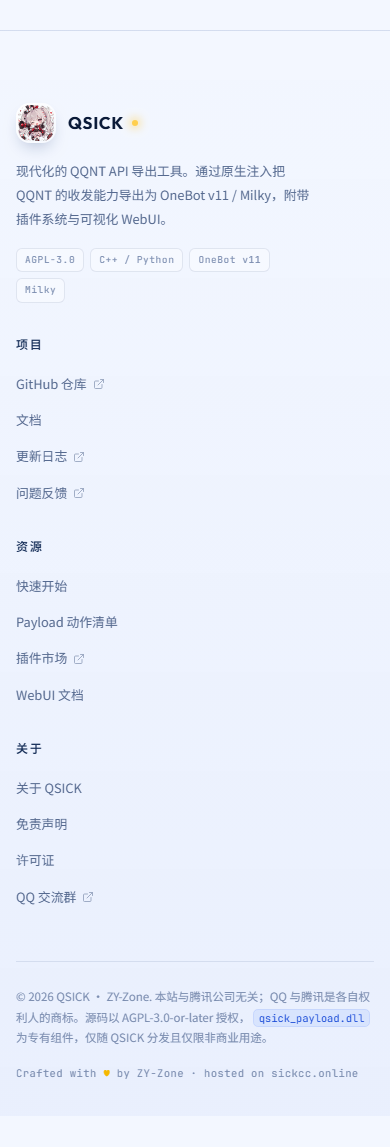 QSICK
现代化的 QQNT API 导出工具。通过原生注入把
QQNT 的收发能力导出为 OneBot v11 / Milky，附带
插件系统与可视化 WebUI。
AGPL-3.0 C++ / Python OneBot v11
Milky
项目
GitHub 仓库
文档
更新日志
问题反馈
资源
快速开始
Payload 动作清单
插件市场
WebUI 文档
关于
关于 QSICK
免责声明
许可证
QQ 交流群
© 2026 QSICK · ZY-Zone. 本站与腾讯公司无关；QQ 与腾讯是各自权
利人的商标。源码以 AGPL-3.0-or-later 授权， qsick_payload.dll
为专有组件，仅随 QSICK 分发且仅限非商业用途。
Crafted with ♥ by ZY-Zone · hosted on sickcc.online